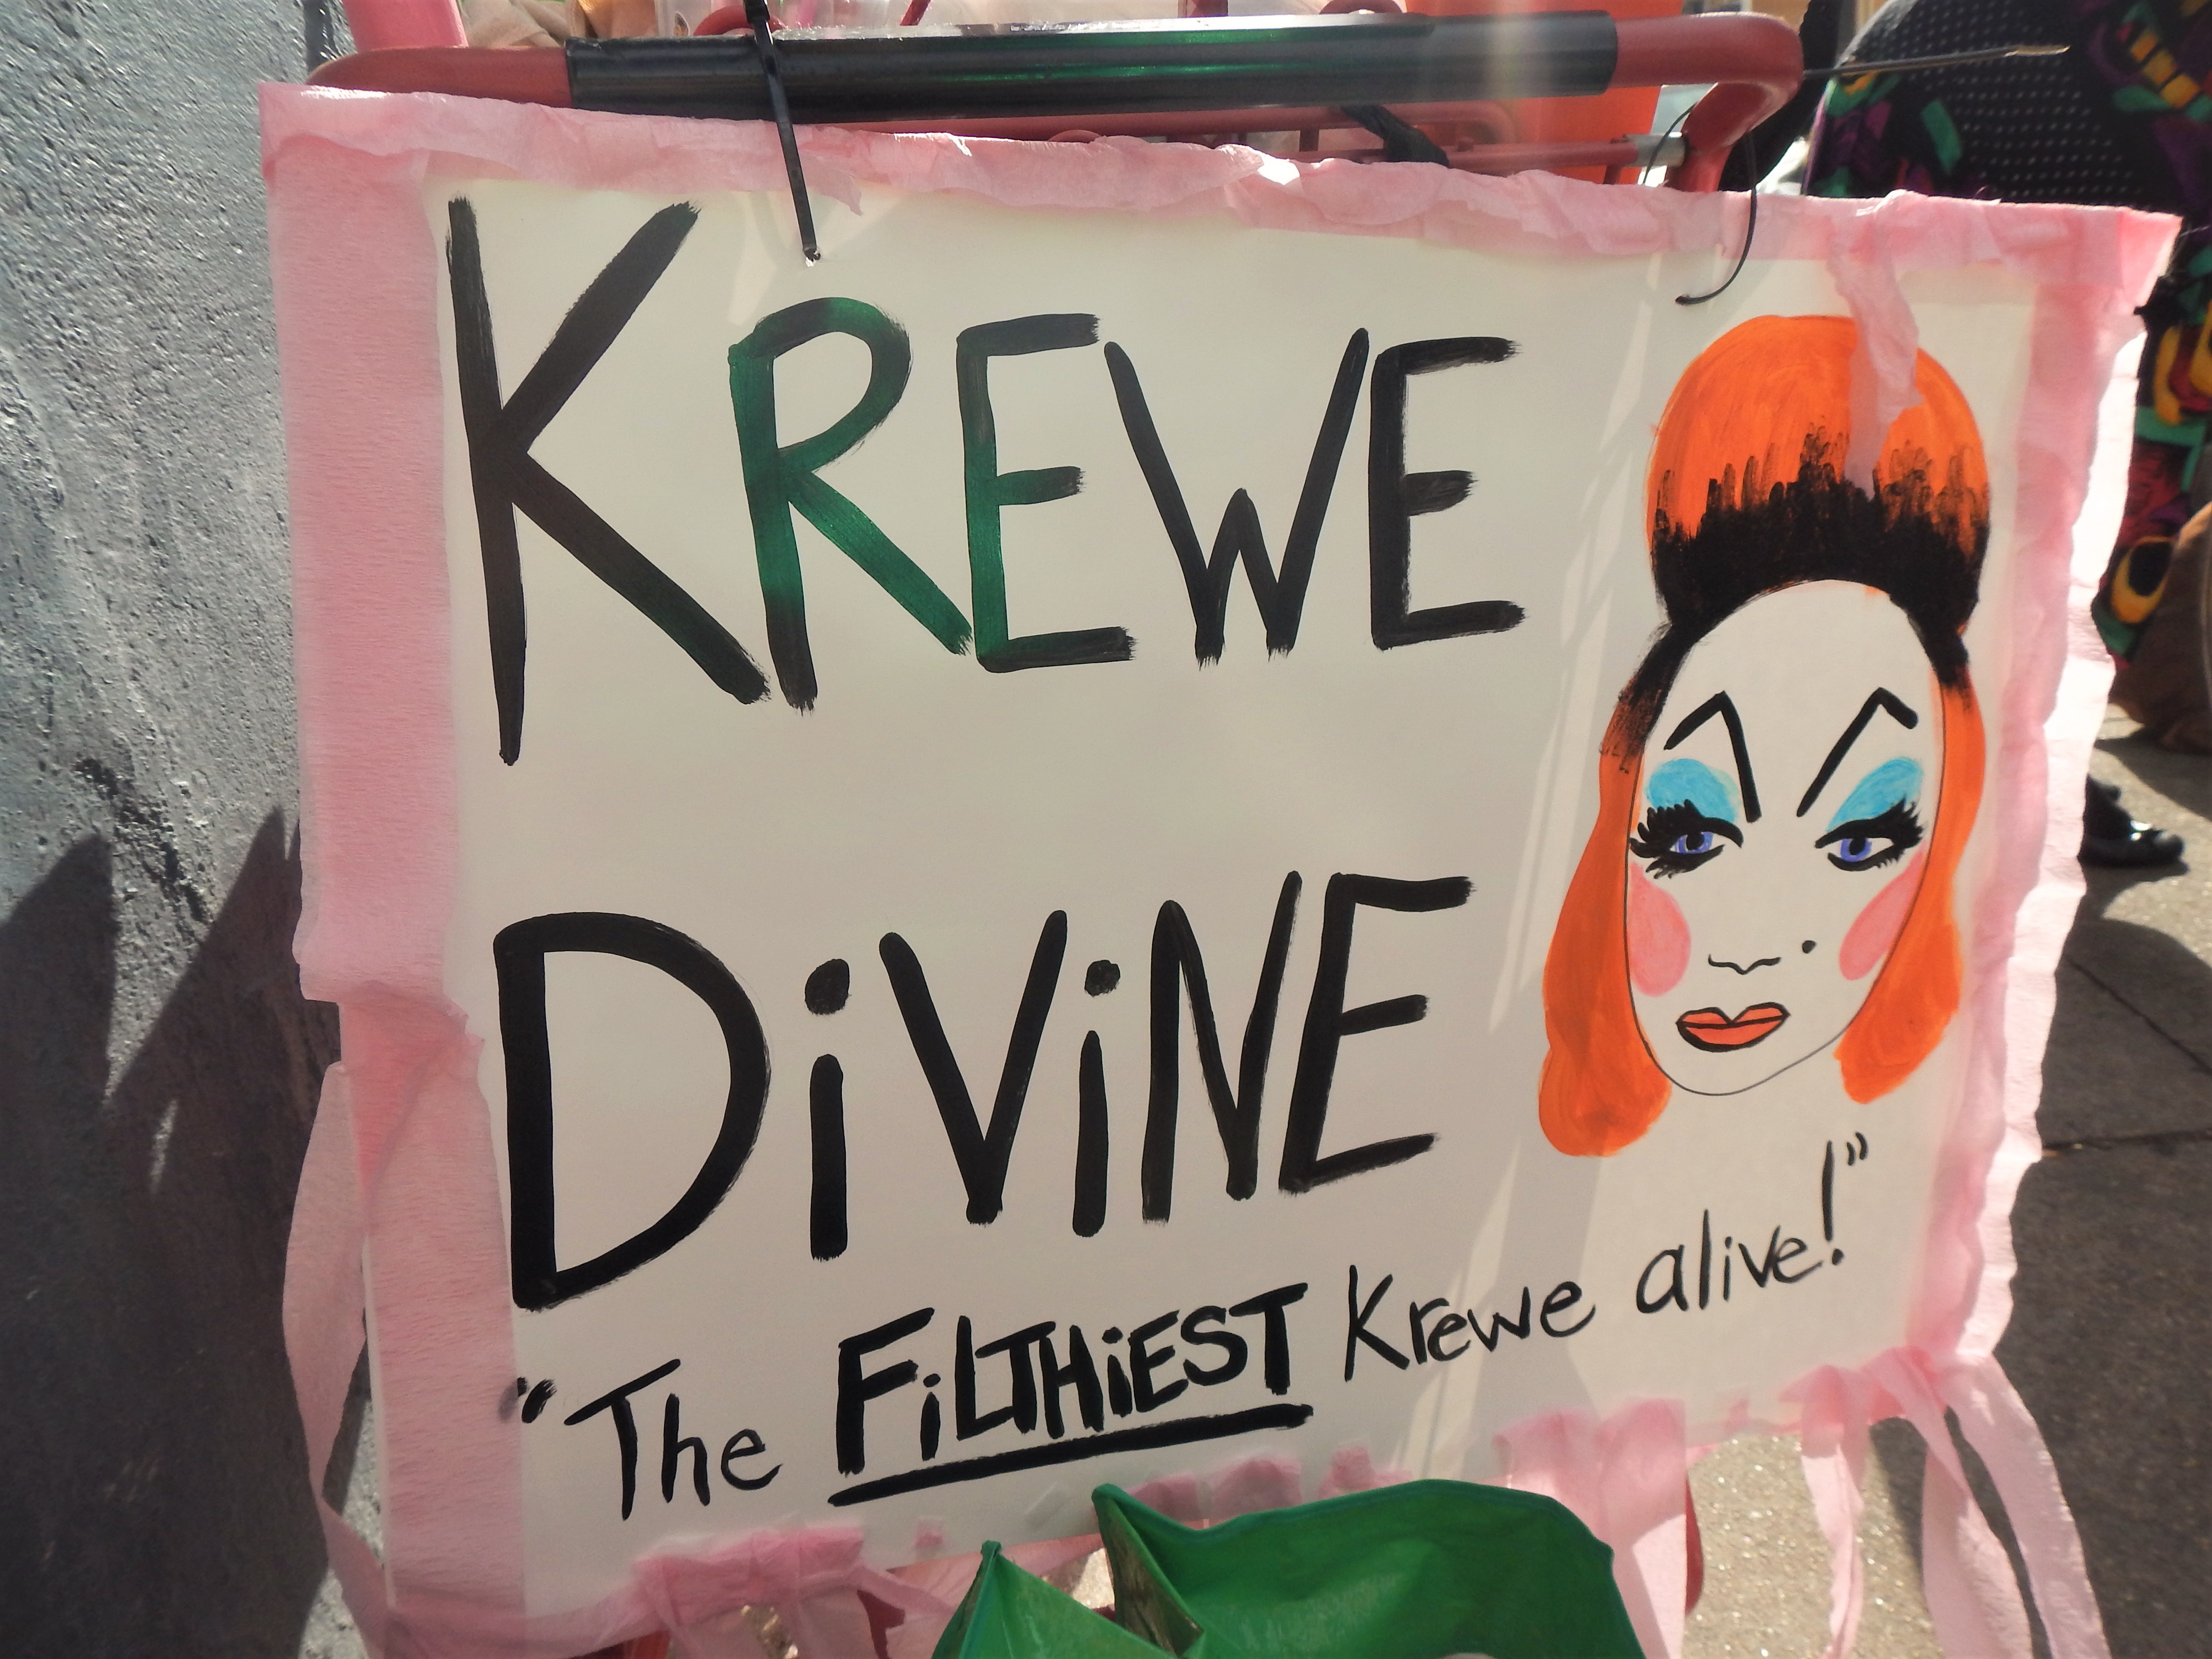 KREWE
DiViNE
"The FiLTHiEST Krewe alive!"